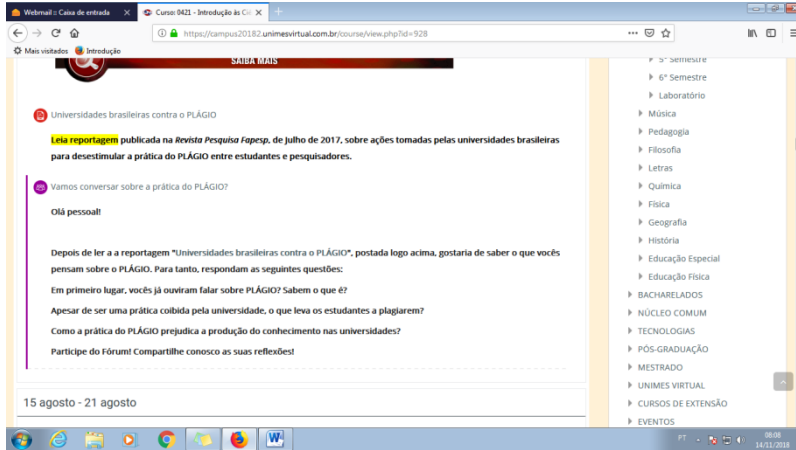 Webmail :: Caixa de entrada
Curso: 0421 - Introdução às Ciê
https://campus20182.unimesvirtual.com.br/course/view.php?id=928
Mais visitados Introdução
SAIBA MAIS
Universidades brasileiras contra o PLÁGIO
Leia reportagem publicada na Revista Pesquisa Fapesp, de Julho de 2017, sobre ações tomadas pelas universidades brasileiras
para desestimular a prática do PLÁGIO entre estudantes e pesquisadores.
Vamos conversar sobre a prática do PLÁGIO?
Olá pessoal!
Depois de ler a a reportagem "Universidades brasileiras contra o PLÁGIO", postada logo acima, gostaria de saber o que vocês
pensam sobre o PLÁGIO. Para tanto, respondam as seguintes questões:
Em primeiro lugar, vocês já ouviram falar sobre PLÁGIO? Sabem o que é?
Apesar de ser uma prática coibida pela universidade, o que leva os estudantes a plagiarem?
Como a prática do PLÁGIO prejudica a produção do conhecimento nas universidades?
Participe do Fórum! Compartilhe conosco as suas reflexões!
15 agosto - 21 agosto
5º Semestre
6º Semestre
Laboratório
Música
Pedagogia
Filosofia
Letras
Química
Física
Geografia
História
Educação Especial
Educação Física
BACHARELADOS
NÚCLEO COMUM
TECNOLOGIAS
PÓS-GRADUAÇÃO
MESTRADO
UNIMES VIRTUAL
CURSOS DE EXTENSÃO
EVENTOS
PT
08:08
14/11/2018